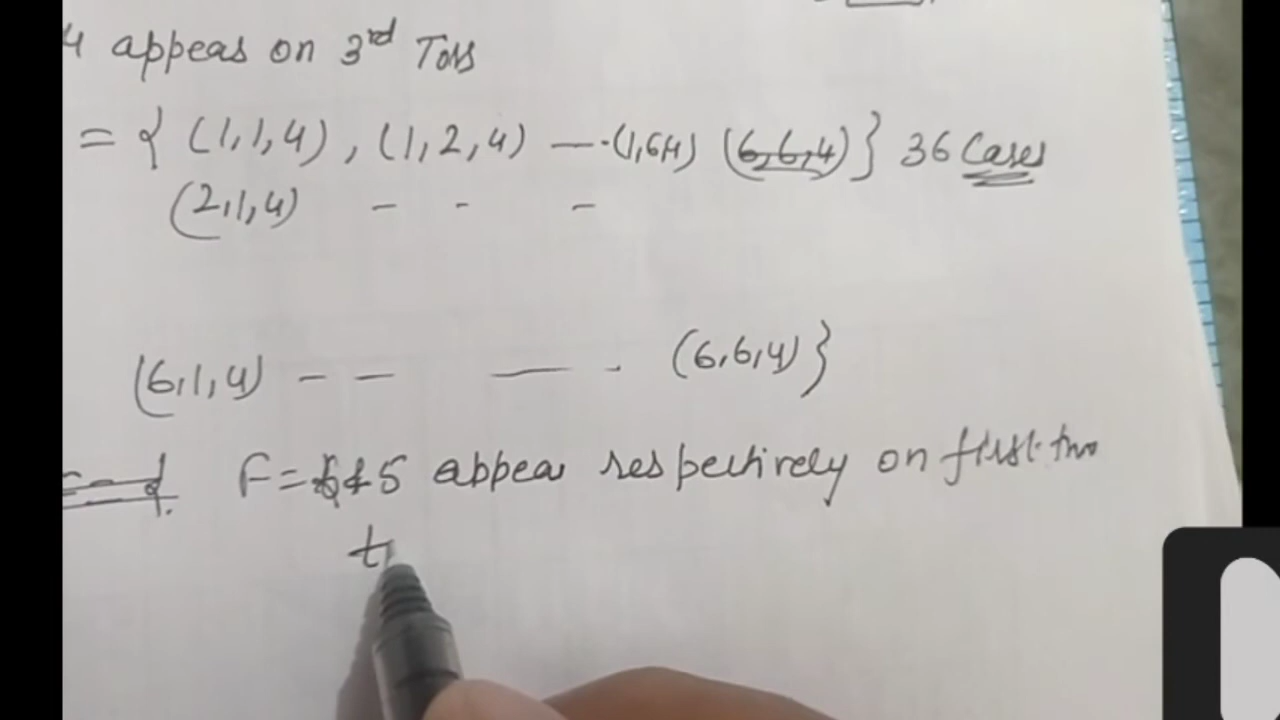 4 appeas on 3rd Toss
= { (1,1,4), (1,2,4) — - (1,6,4) (6,6,4) } 36 Cases
(2,1,4) - - -
(6,1,4) - - — . (6,6,4) }
F = 6 & 5 appear respectively on first two
t